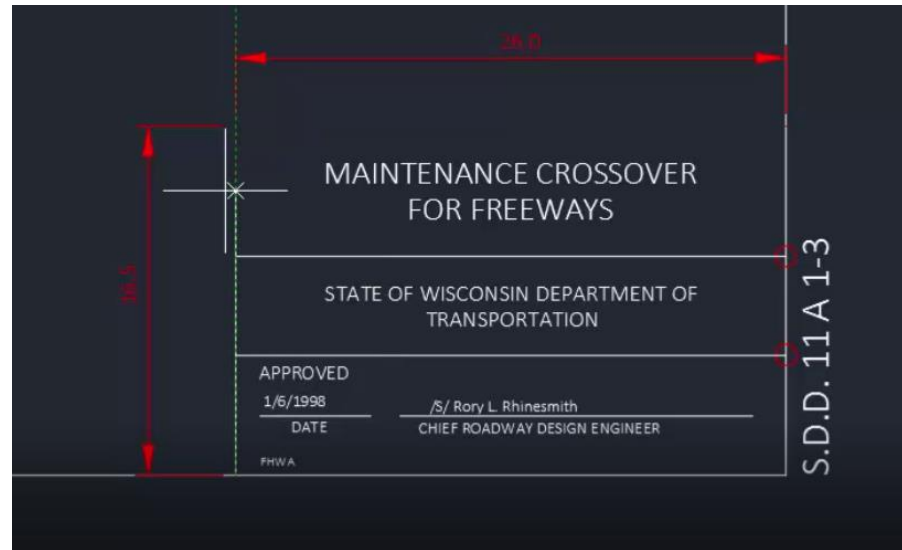 26.0
MAINTENANCE CROSSOVER
FOR FREEWAYS
16.5
STATE OF WISCONSIN DEPARTMENT OF
TRANSPORTATION
APPROVED
1/6/1998 /S/ Rory L. Rhinesmith
DATE CHIEF ROADWAY DESIGN ENGINEER
FHWA
S.D.D. 11 A 1-3